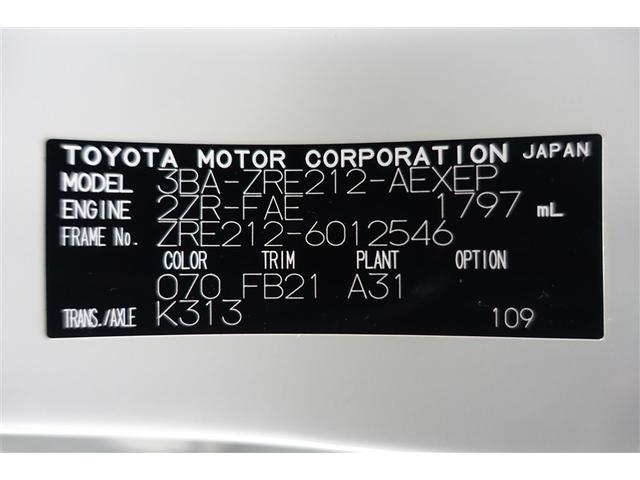 TOYOTA MOTOR CORPORATION JAPAN
MODEL 3BA-ZRE212-AEXEP
ENGINE 2ZR-FAE 1797 mL
FRAME No. ZRE212-6012546
COLOR TRIM PLANT OPTION
070 FB21 A31
TRANS./AXLE K313 109